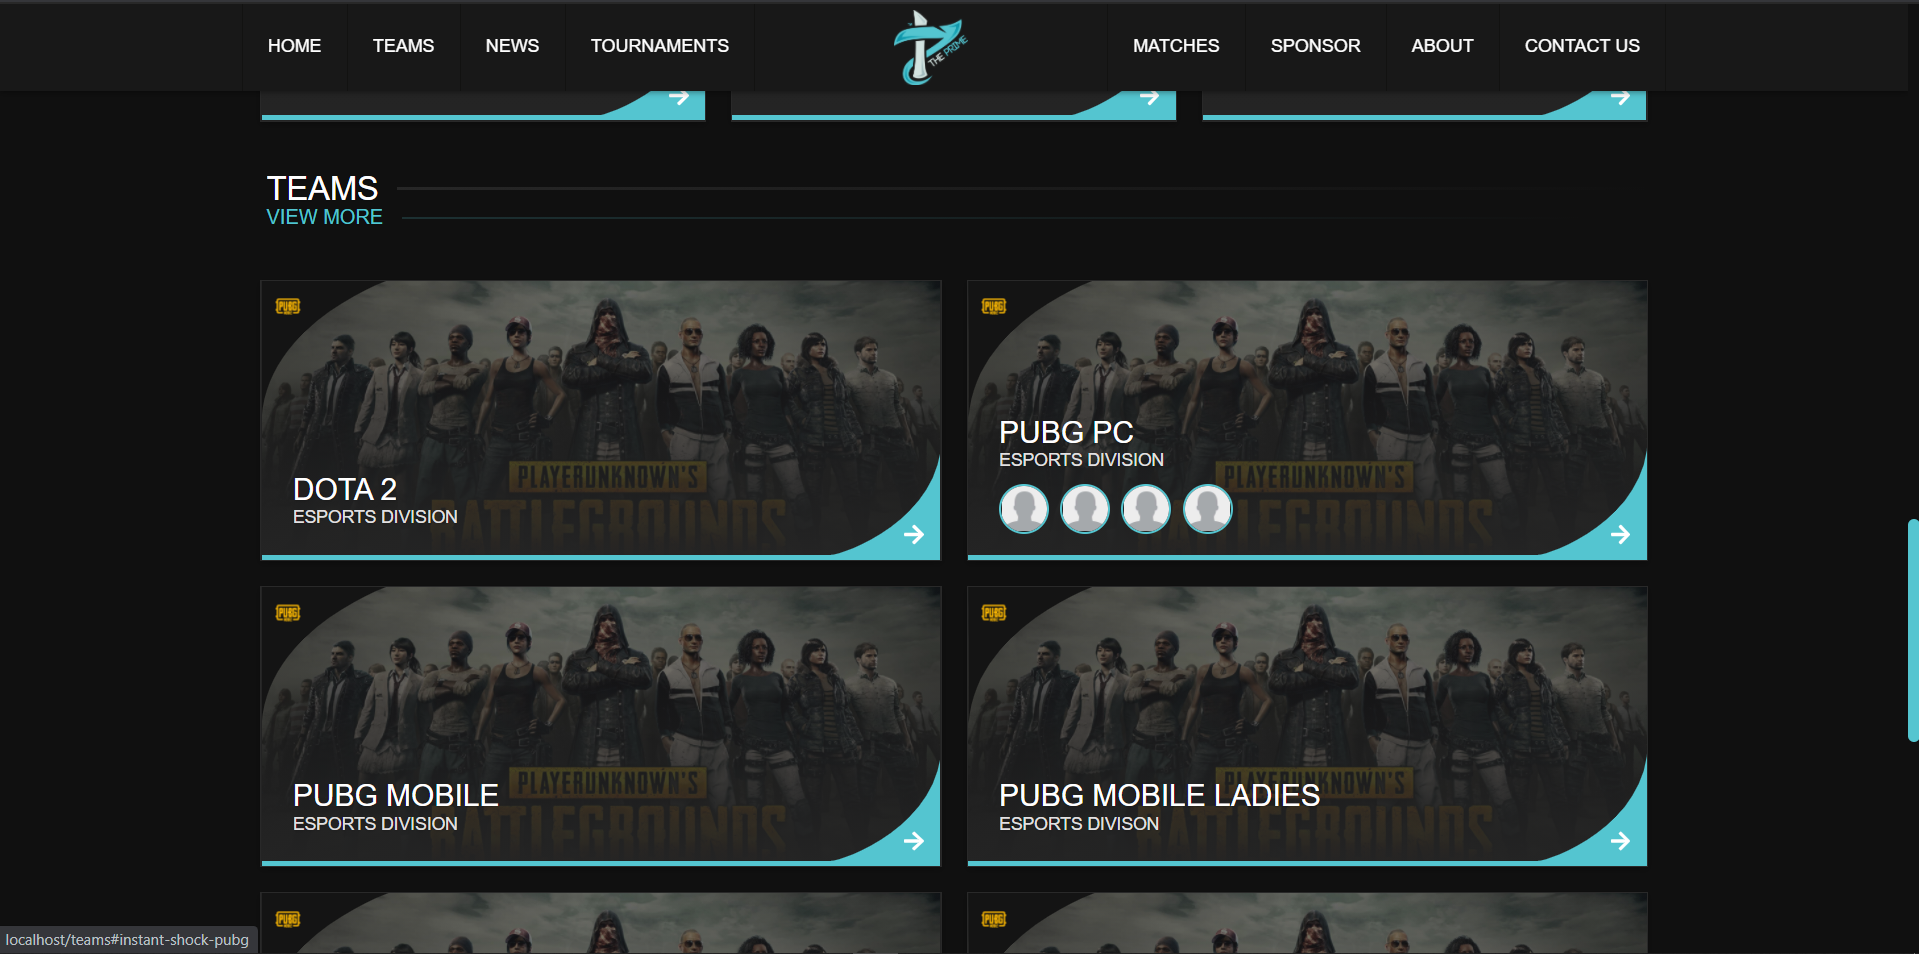 HOME
TEAMS
NEWS
TOURNAMENTS
THE PRIME
MATCHES
SPONSOR
ABOUT
CONTACT US
TEAMS
VIEW MORE
PUBG
PLAYERUNKNOWN'S
BATTLEGROUNDS
DOTA 2
ESPORTS DIVISION
PUBG
PUBG PC
ESPORTS DIVISION
PLAYERUNKNOWN'S
BATTLEGROUNDS
PUBG
PLAYERUNKNOWN'S
BATTLEGROUNDS
PUBG MOBILE
ESPORTS DIVISION
PUBG
PLAYERUNKNOWN'S
BATTLEGROUNDS
PUBG MOBILE LADIES
ESPORTS DIVISON
PUBG
PUBG
localhost/teams#instant-shock-pubg